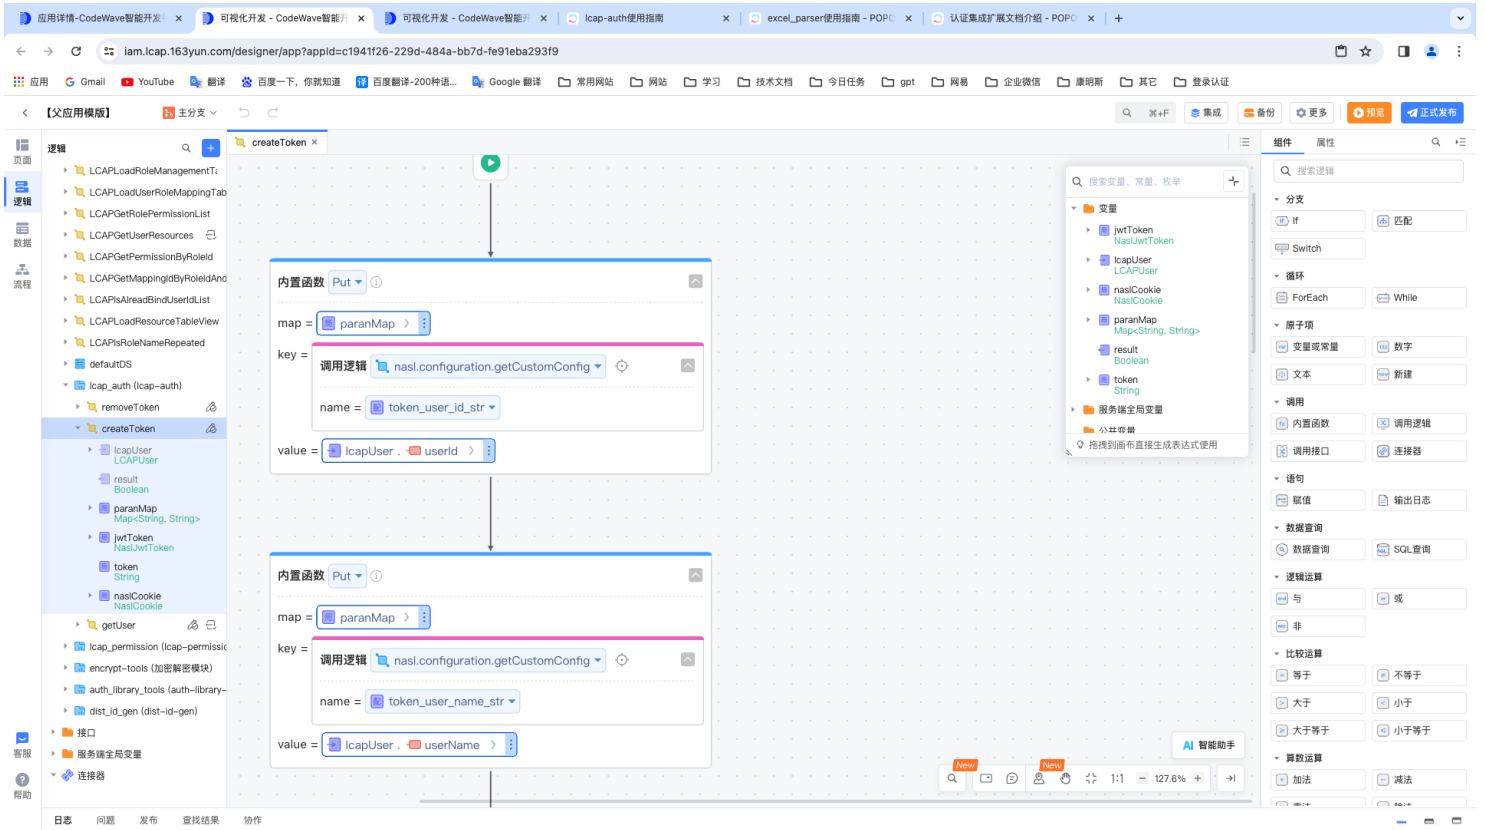 应用详情-CodeWave智能开发
可视化开发 - CodeWave智能开
可视化开发 - CodeWave智能开
lcap-auth使用指南
excel_parser使用指南 - POPO
认证集成扩展文档介绍 - POPO
iam.lcap.163yun.com/designer/app?appId=c1941f26-229d-484a-bb7d-fe91eba293f9
应用
Gmail
YouTube
翻译
百度一下，你就知道
百度翻译-200种语...
Google 翻译
常用网站
网站
学习
技术文档
今日任务
gpt
网易
企业微信
康明斯
其它
登录认证
【父应用模版】
主分支
⌘+F
集成
备份
更多
预览
正式发布
页面
逻辑
数据
流程
客服
帮助
逻辑
LCAPLoadRoleManagementTa
LCAPLoadUserRoleMappingTab
LCAPGetRolePermissionList
LCAPGetUserResources
LCAPGetPermissionByRoleId
LCAPGetMappingIdByRoleIdAnd
LCAPIsAlreadBindUserIdList
LCAPLoadResourceTableView
LCAPIsRoleNameRepeated
defaultDS
lcap_auth (lcap-auth)
removeToken
createToken
lcapUser
LCAPUser
result
Boolean
paranMap
Map<String, String>
jwtToken
NaslJwtToken
token
String
naslCookie
NaslCookie
getUser
lcap_permission (lcap-permissic
encrypt-tools (加密解密模块)
auth_library_tools (auth-library-
dist_id_gen (dist-id-gen)
接口
服务端全局变量
连接器
createToken
内置函数 Put
map = paranMap
key =
调用逻辑 nasl.configuration.getCustomConfig
name = token_user_id_str
value = lcapUser . userId
内置函数 Put
map = paranMap
key =
调用逻辑 nasl.configuration.getCustomConfig
name = token_user_name_str
value = lcapUser . userName
搜索变量、常量、枚举
变量
jwtToken
NaslJwtToken
lcapUser
LCAPUser
naslCookie
NaslCookie
paranMap
Map<String, String>
result
Boolean
token
String
服务端全局变量
公共变量
拖拽到画布直接生成表达式使用
AI 智能助手
New
New
1:1
127.6%
组件
属性
搜索逻辑
分支
If
匹配
Switch
循环
ForEach
While
原子项
变量或常量
数字
文本
新建
调用
内置函数
调用逻辑
调用接口
连接器
语句
赋值
输出日志
数据查询
数据查询
SQL查询
逻辑运算
与
或
非
比较运算
等于
不等于
大于
小于
大于等于
小于等于
算数运算
加法
减法
日志
问题
发布
查找结果
协作